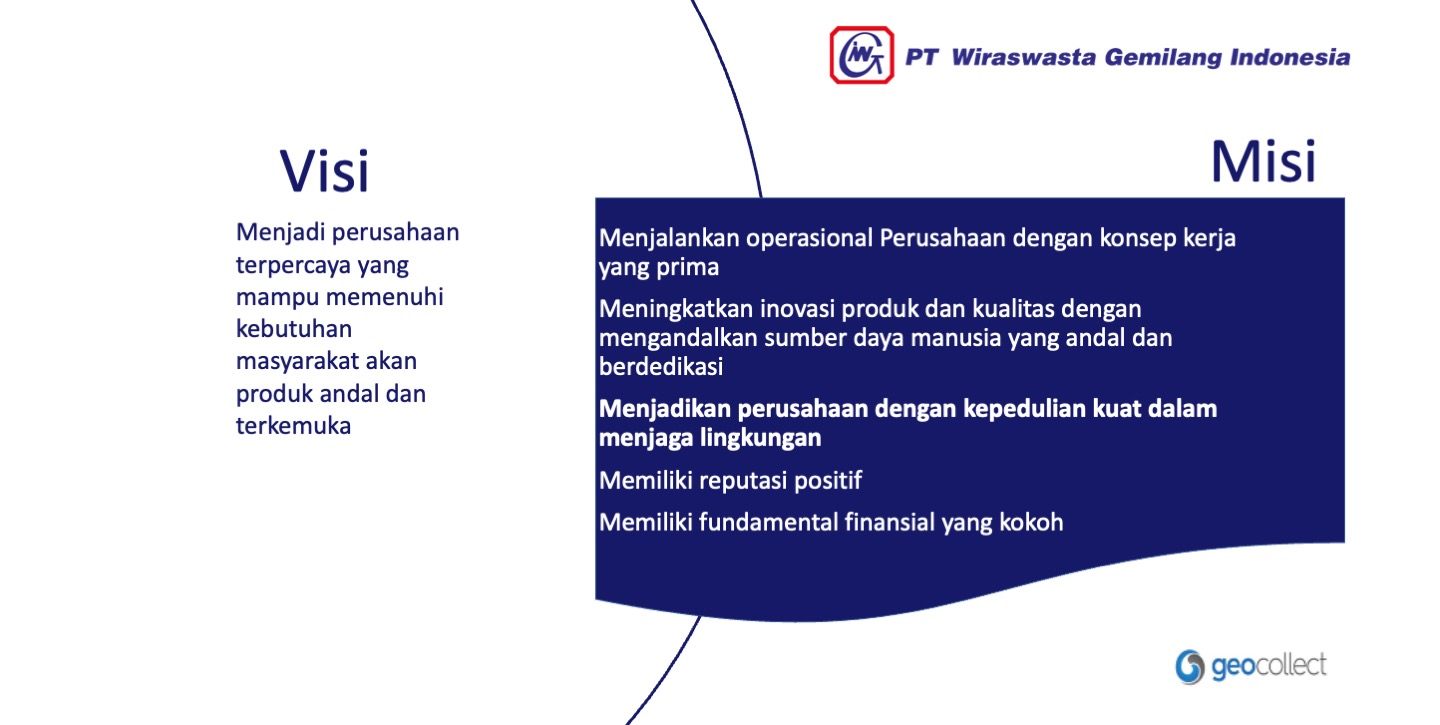 PT Wiraswasta Gemilang Indonesia
Visi
Menjadi perusahaan
terpercaya yang
mampu memenuhi
kebutuhan
masyarakat akan
produk andal dan
terkemuka
Misi
Menjalankan operasional Perusahaan dengan konsep kerja
yang prima
Meningkatkan inovasi produk dan kualitas dengan
mengandalkan sumber daya manusia yang andal dan
berdedikasi
Menjadikan perusahaan dengan kepedulian kuat dalam
menjaga lingkungan
Memiliki reputasi positif
Memiliki fundamental finansial yang kokoh
geocollect